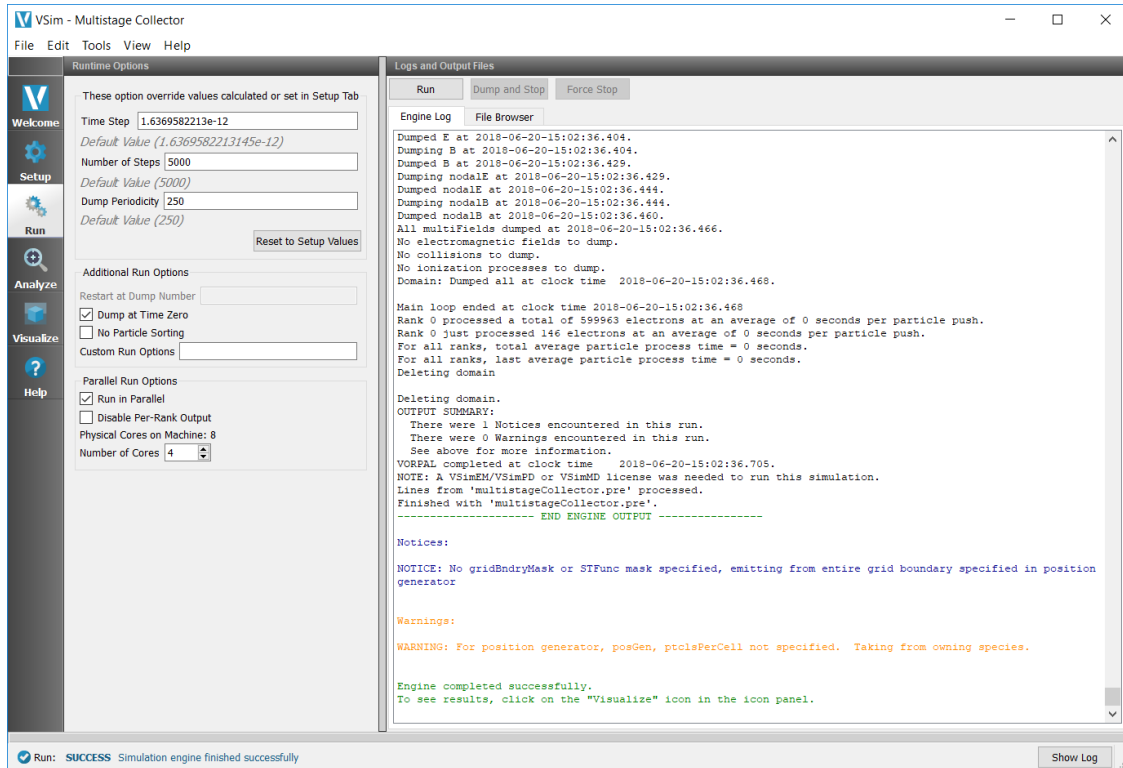 VSim - Multistage Collector
File Edit Tools View Help
Runtime Options
Welcome
Setup
Run
Analyze
Visualize
Help
These option override values calculated or set in Setup Tab
Time Step 1.6369582213e-12
Default Value (1.6369582213145e-12)
Number of Steps 5000
Default Value (5000)
Dump Periodicity 250
Default Value (250)
Reset to Setup Values
Additional Run Options
Restart at Dump Number
Dump at Time Zero
No Particle Sorting
Custom Run Options
Parallel Run Options
Run in Parallel
Disable Per-Rank Output
Physical Cores on Machine: 8
Number of Cores 4
Logs and Output Files
Run Dump and Stop Force Stop
Engine Log File Browser
Dumped E at 2018-06-20-15:02:36.404.
Dumping B at 2018-06-20-15:02:36.404.
Dumped B at 2018-06-20-15:02:36.429.
Dumping nodalE at 2018-06-20-15:02:36.429.
Dumped nodalE at 2018-06-20-15:02:36.444.
Dumping nodalB at 2018-06-20-15:02:36.444.
Dumped nodalB at 2018-06-20-15:02:36.460.
All multiFields dumped at 2018-06-20-15:02:36.466.
No electromagnetic fields to dump.
No collisions to dump.
No ionization processes to dump.
Domain: Dumped all at clock time 2018-06-20-15:02:36.468.
Main loop ended at clock time 2018-06-20-15:02:36.468
Rank 0 processed a total of 599963 electrons at an average of 0 seconds per particle push.
Rank 0 just processed 146 electrons at an average of 0 seconds per particle push.
For all ranks, total average particle process time = 0 seconds.
For all ranks, last average particle process time = 0 seconds.
Deleting domain
Deleting domain.
OUTPUT SUMMARY:
There were 1 Notices encountered in this run.
There were 0 Warnings encountered in this run.
See above for more information.
VORPAL completed at clock time 2018-06-20-15:02:36.705.
NOTE: A VSimEM/VSimPD or VSimMD license was needed to run this simulation.
Lines from 'multistageCollector.pre' processed.
Finished with 'multistageCollector.pre'.
--------------------- END ENGINE OUTPUT ----------------
Notices:
NOTICE: No gridBndryMask or STFunc mask specified, emitting from entire grid boundary specified in position
generator
Warnings:
WARNING: For position generator, posGen, ptclsPerCell not specified. Taking from owning species.
Engine completed successfully.
To see results, click on the "Visualize" icon in the icon panel.
Run: SUCCESS Simulation engine finished successfully
Show Log